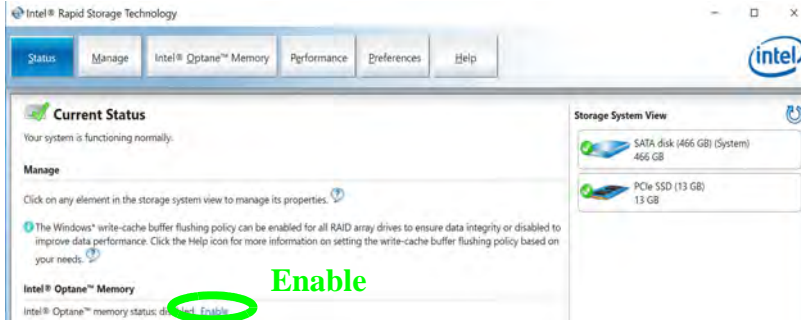 Intel® Rapid Storage Technology
Status
Manage
Intel® Optane™ Memory
Performance
Preferences
Help
intel
Current Status
Your system is functioning normally.
Manage
Click on any element in the storage system view to manage its properties.
The Windows* write-cache buffer flushing policy can be enabled for all RAID array drives to ensure data integrity or disabled to
improve data performance. Click the Help icon for more information on setting the write-cache buffer flushing policy based on
your needs.
Enable
Intel® Optane™ Memory
Intel® Optane™ memory status: disabled. Enable
Storage System View
SATA disk (466 GB) (System)
466 GB
PCIe SSD (13 GB)
13 GB